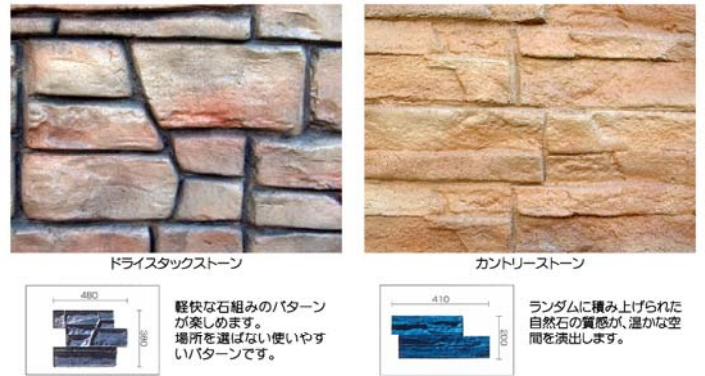 ドライスタックストーン
カントリーストーン
480
380
軽快な石組みのパターン
が楽しめます。
場所を選ばない使いやす
いパターンです。
410
200
ランダムに積み上げられた
自然石の質感が、温かな空
間を演出します。